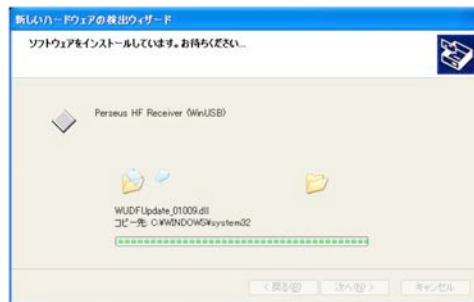 新しいハードウェアの検出ウィザード
ソフトウェアをインストールしています。お待ちください...
Perseus HF Receiver (WinUSB)
WUDFUpdate_01009.dll
コピー先: C:¥WINDOWS¥system32
< 戻る(B) 次へ(N) > キャンセル